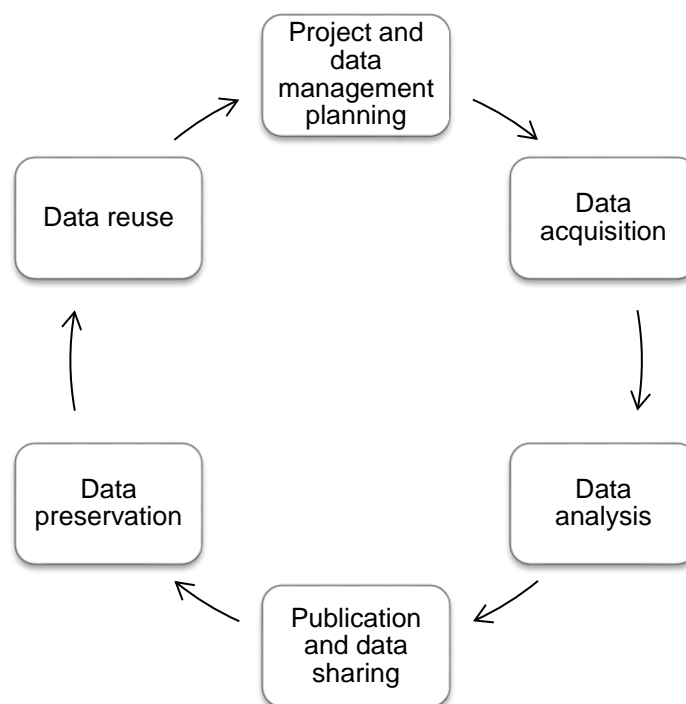 Project and
data
management
planning
Data
acquisition
Data
analysis
Publication
and data
sharing
Data
preservation
Data reuse